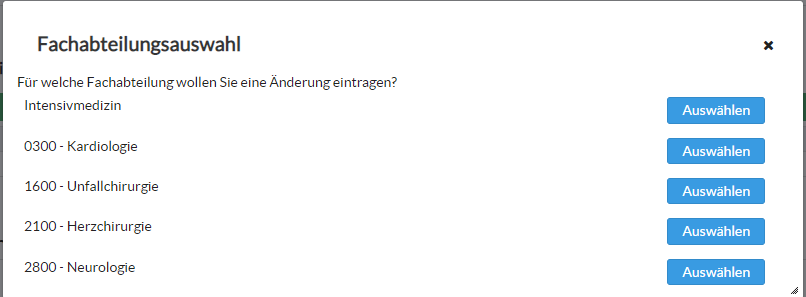 Fachabteilungsauswahl
Für welche Fachabteilung wollen Sie eine Änderung eintragen?
Intensivmedizin Auswählen
0300 - Kardiologie Auswählen
1600 - Unfallchirurgie Auswählen
2100 - Herzchirurgie Auswählen
2800 - Neurologie Auswählen